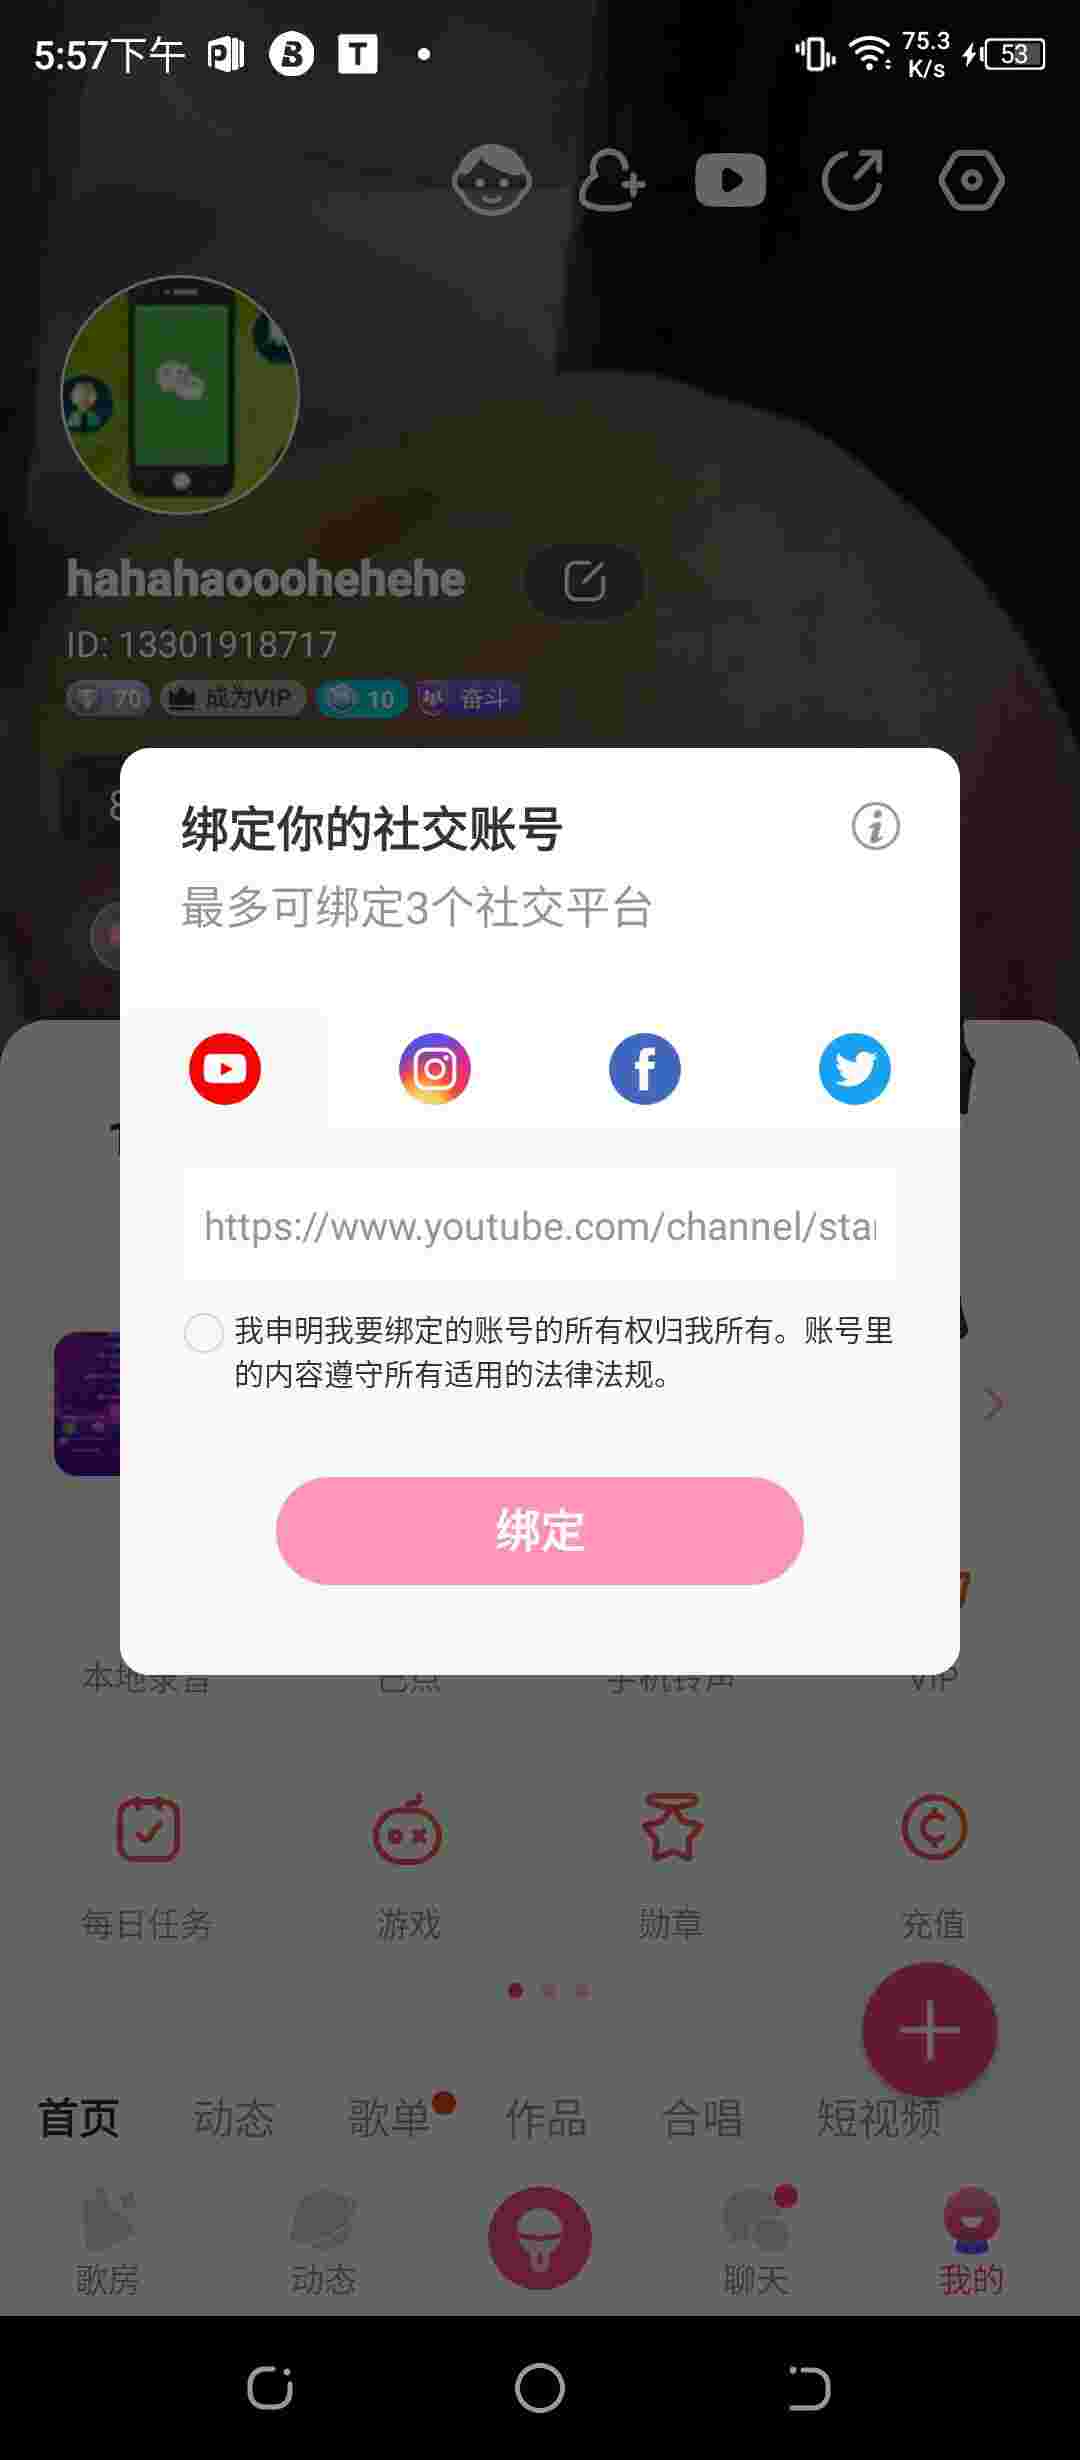 5:57下午
75.3
K/s
53
hahahaooohehehe
ID: 13301918717
70
成为VIP
10
奋斗
绑定你的社交账号
最多可绑定3个社交平台
https://www.youtube.com/channel/sta
我申明我要绑定的账号的所有权归我所有。账号里
的内容遵守所有适用的法律法规。
绑定
本地录音
已点
手机铃声
VIP
每日任务
游戏
勋章
充值
首页
动态
歌单
作品
合唱
短视频
歌房
动态
聊天
我的